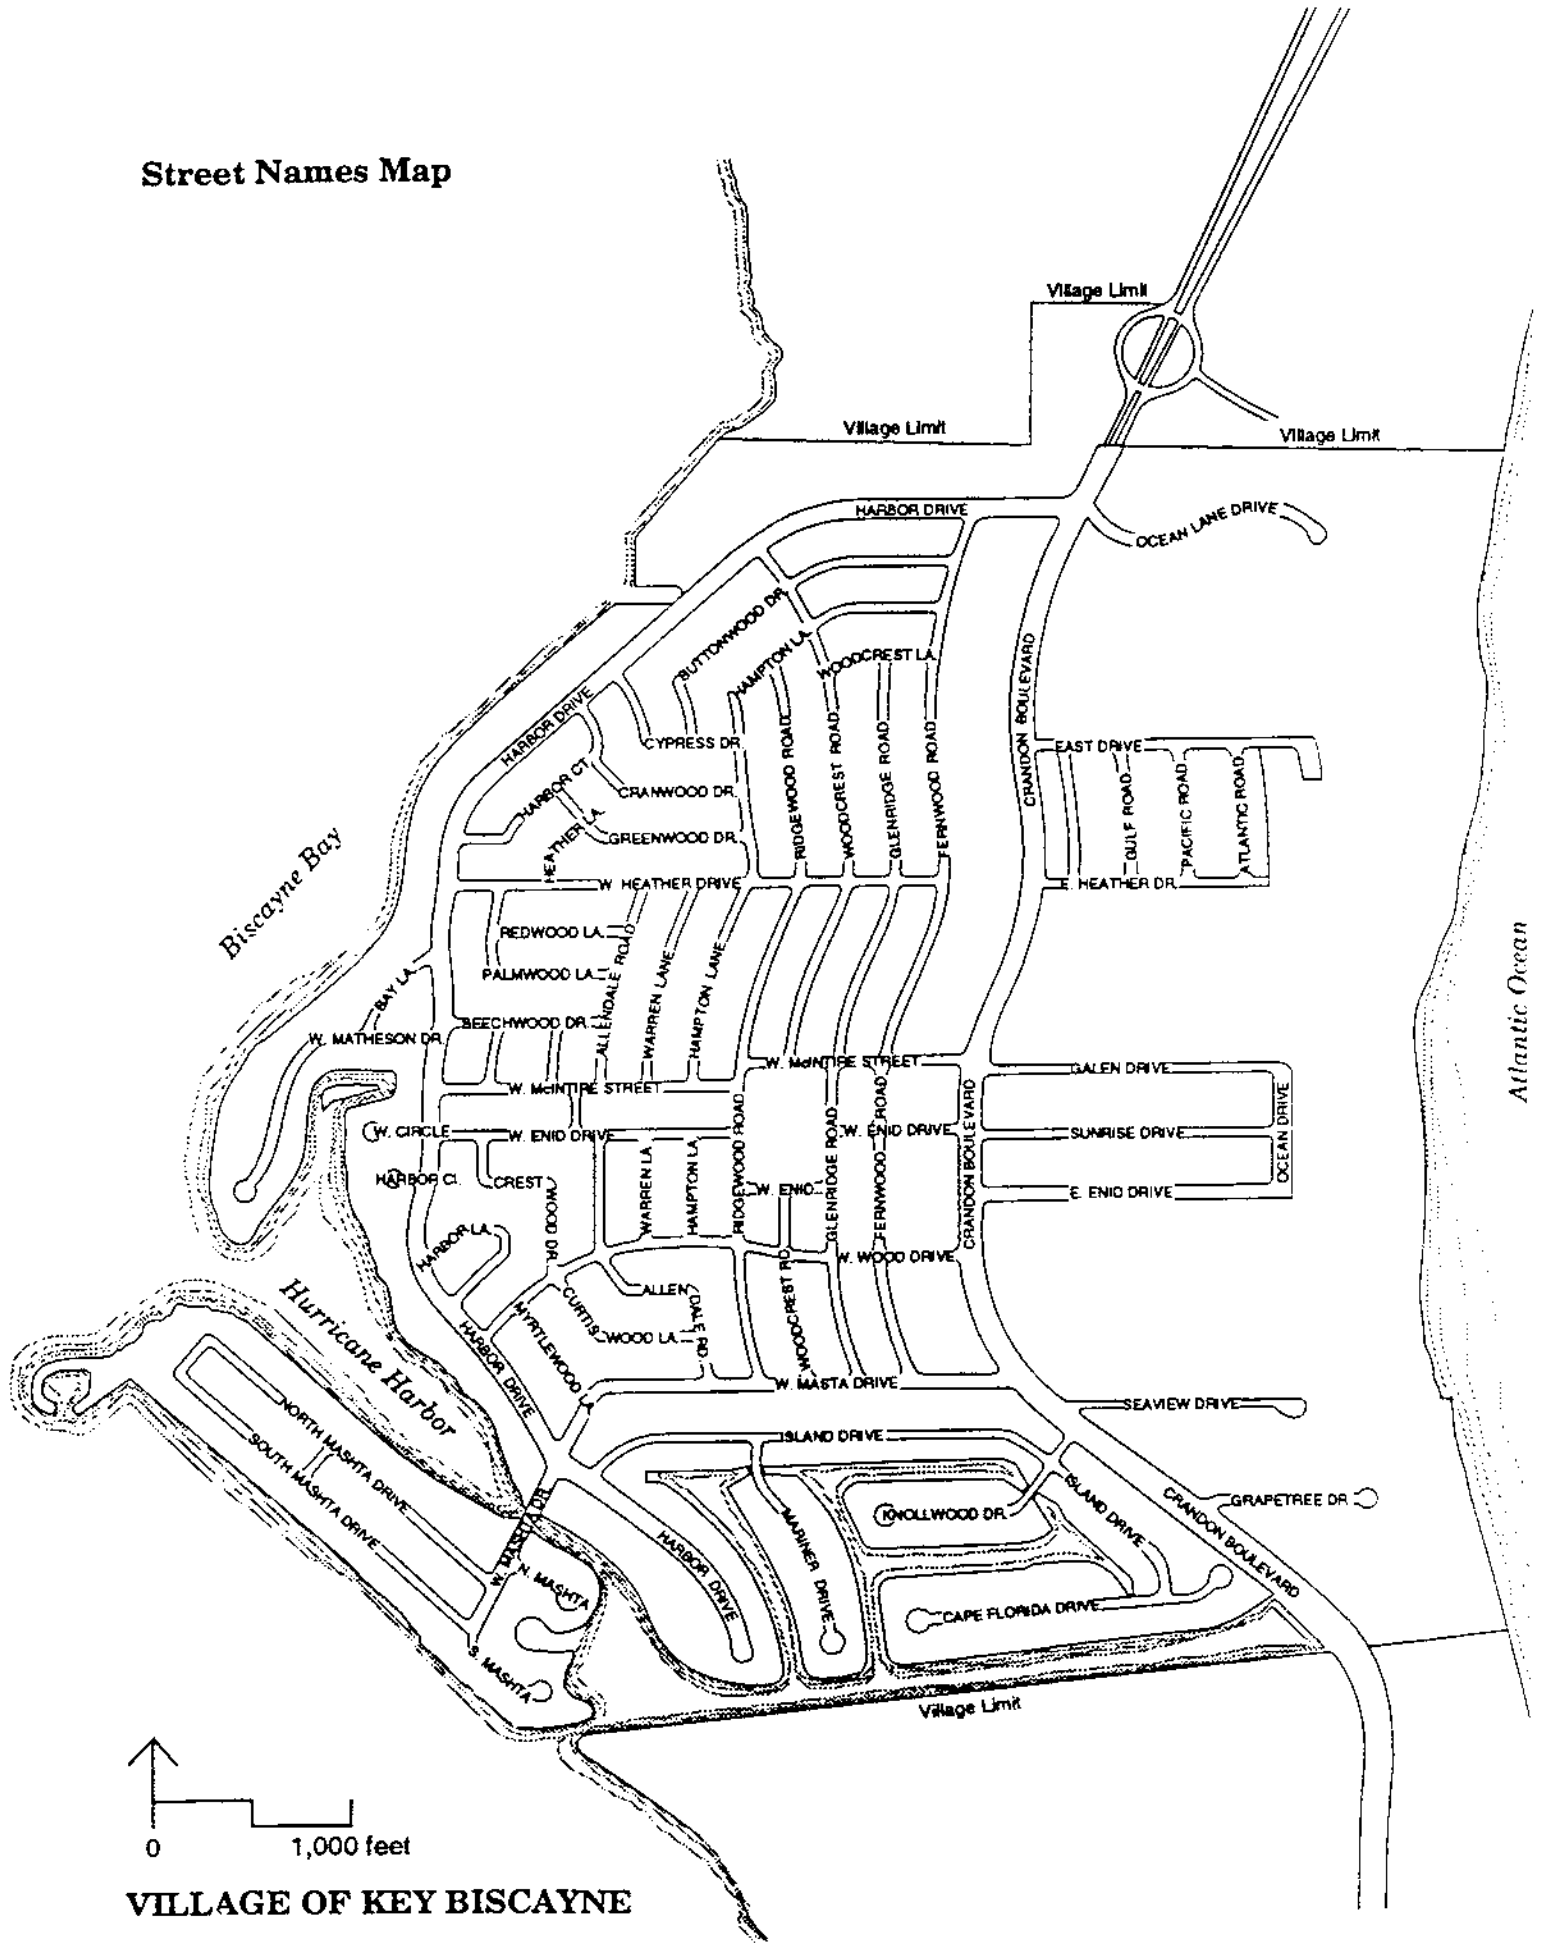 Street Names Map
Village Limit
Village Limit
Village Limit
HARBOR DRIVE
OCEAN LANE DRIVE
BUTTONWOOD DR.
HAMPTON LA.
WOODCREST LA.
CRANDON BOULEVARD
HARBOR DRIVE
CYPRESS DR.
EAST DRIVE
RIDGEWOOD ROAD
WOODCREST ROAD
GLENRIDGE ROAD
FERNWOOD ROAD
HARBOR CT.
CRANWOOD DR.
GULF ROAD
PACIFIC ROAD
ATLANTIC ROAD
HEATHER LA.
GREENWOOD DR.
W. HEATHER DRIVE
E. HEATHER DR.
Biscayne Bay
REDWOOD LA.
PALMWOOD LA.
ALLENDALE ROAD
WARREN LANE
HAMPTON LANE
BAY LA.
Atlantic Ocean
BEECHWOOD DR.
W. MATHESON DR.
W. McINTIRE STREET
GALEN DRIVE
W. McINTIRE STREET
W. CIRCLE
W. ENID DRIVE
RIDGEWOOD ROAD
GLENRIDGE ROAD
FERNWOOD ROAD
W. ENID DRIVE
CRANDON BOULEVARD
SUNRISE DRIVE
OCEAN DRIVE
HARBOR CI.
CREST
WOOD DR.
WARREN LA.
HAMPTON LA.
W. ENID
E. ENID DRIVE
HARBOR LA.
W. WOOD DRIVE
Hurricane Harbor
ALLEN
DALE RD.
CURTIS
WOOD LA.
MYRTLEWOOD LA.
WOODCREST RD.
HARBOR DRIVE
W. MASTA DRIVE
SEAVIEW DRIVE
NORTH MASHTA DRIVE
SOUTH MASHTA DRIVE
ISLAND DRIVE
ISLAND DRIVE
CRANDON BOULEVARD
GRAPETREE DR.
KNOLLWOOD DR.
W. MASHTA DR.
HARBOR DRIVE
MARINER DRIVE
N. MASHTA
CAPE FLORIDA DRIVE
S. MASHTA
Village Limit
0
1,000 feet
VILLAGE OF KEY BISCAYNE